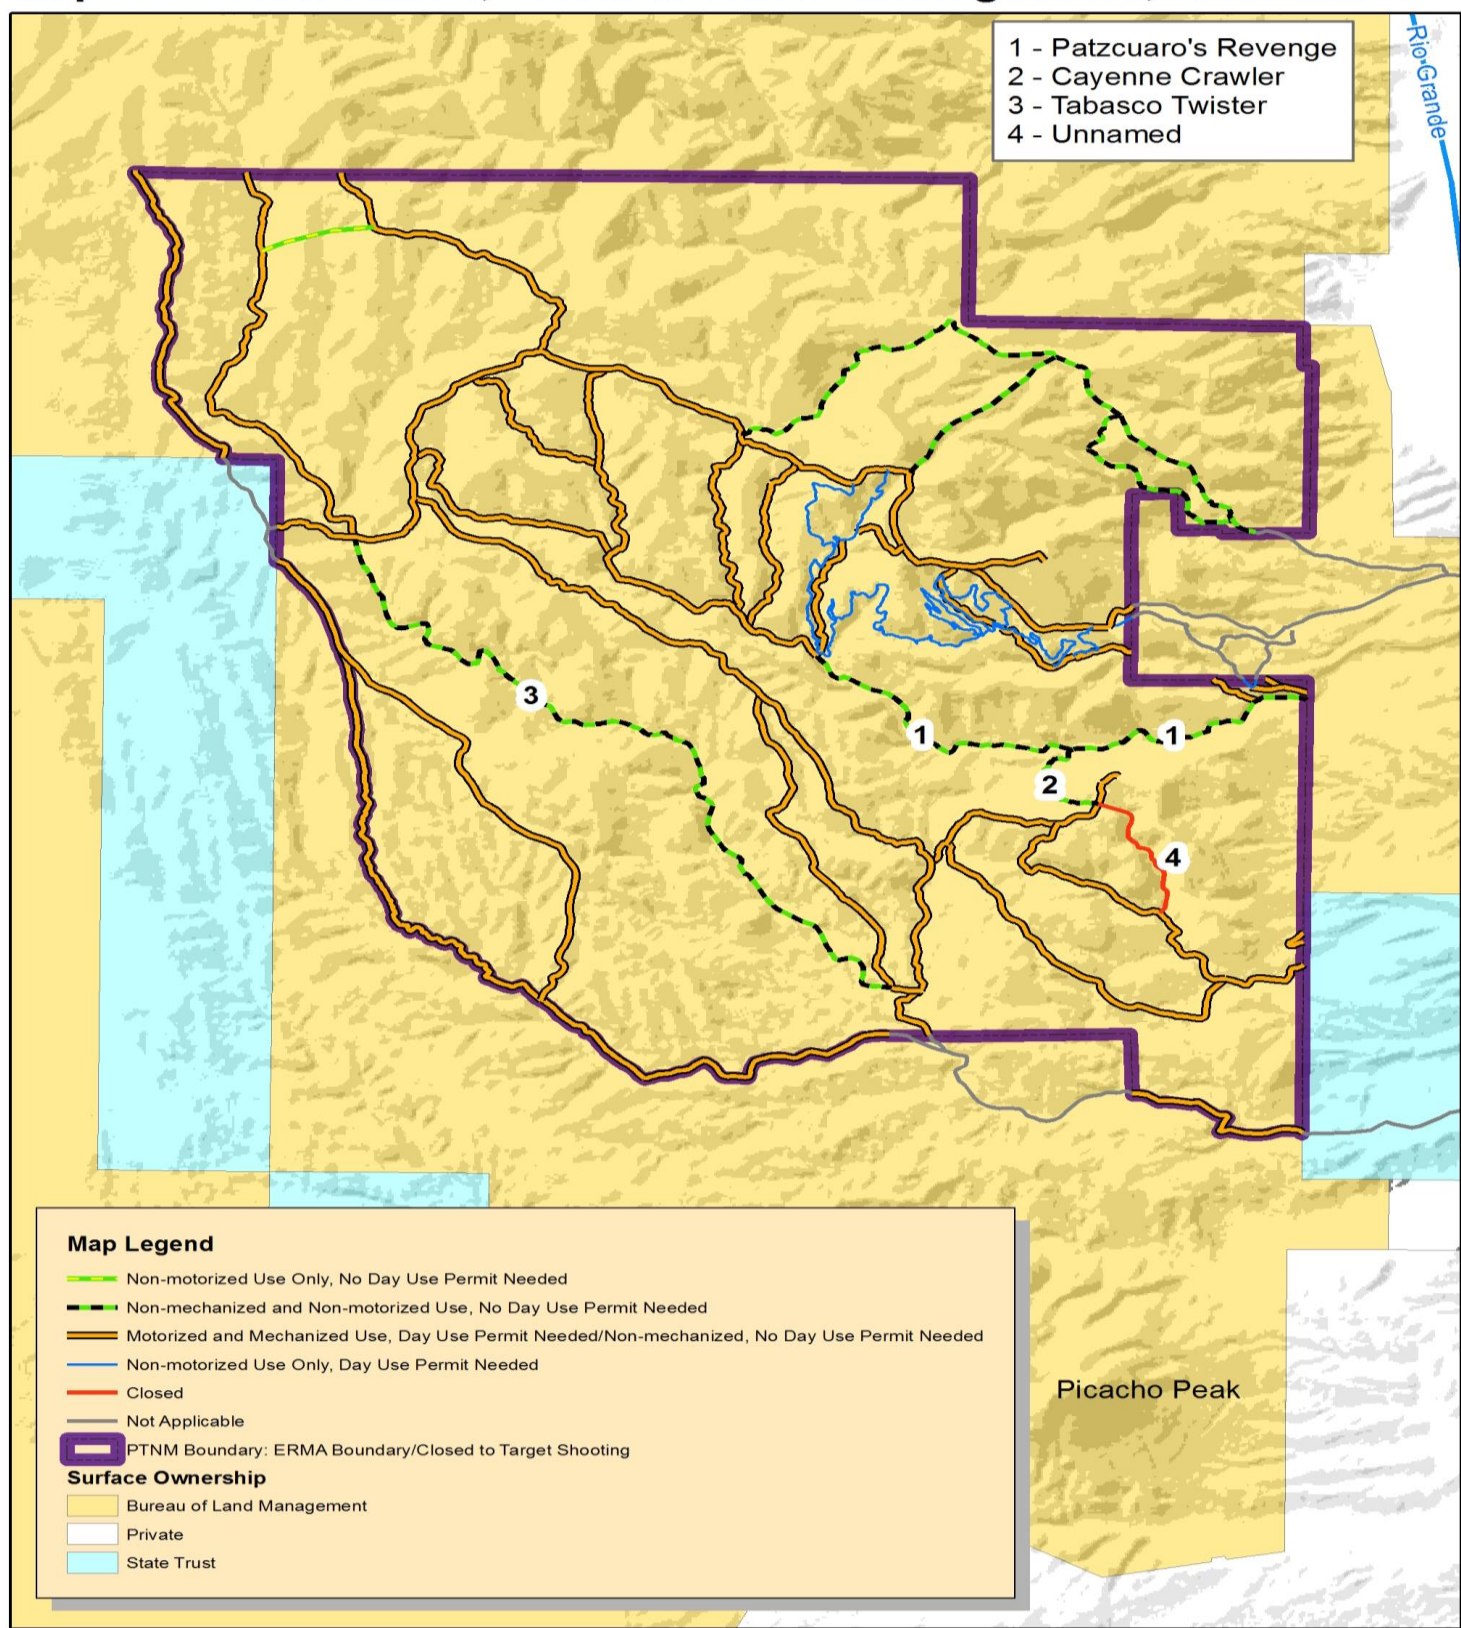 1 - Patzcuaro's Revenge
2 - Cayenne Crawler
3 - Tabasco Twister
4 - Unnamed
Rio Grande
3
1
1
2
4
Picacho Peak
Map Legend
Non-motorized Use Only, No Day Use Permit Needed
Non-mechanized and Non-motorized Use, No Day Use Permit Needed
Motorized and Mechanized Use, Day Use Permit Needed/Non-mechanized, No Day Use Permit Needed
Non-motorized Use Only, Day Use Permit Needed
Closed
Not Applicable
PTNM Boundary: ERMA Boundary/Closed to Target Shooting
Surface Ownership
Bureau of Land Management
Private
State Trust